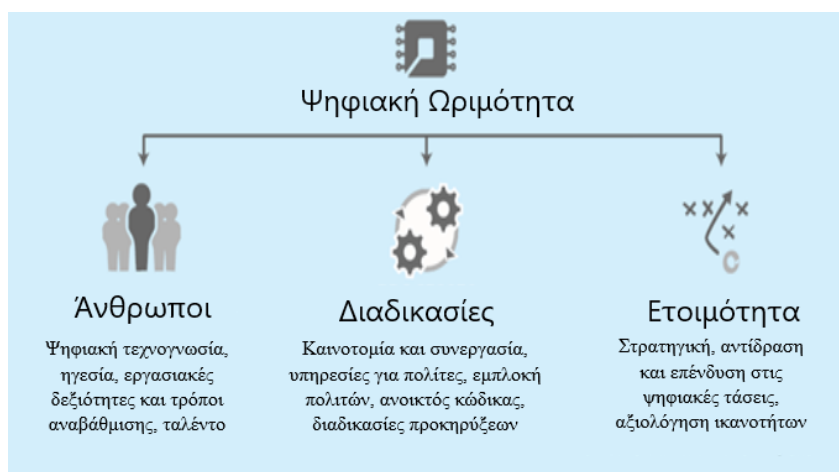 Ψηφιακή Ωριμότητα
Άνθρωποι
Ψηφιακή τεχνογνωσία,
ηγεσία, εργασιακές
δεξιότητες και τρόποι
αναβάθμισης, ταλέντο
Διαδικασίες
Καινοτομία και συνεργασία,
υπηρεσίες για πολίτες, εμπλοκή
πολιτών, ανοικτός κώδικας,
διαδικασίες προκηρύξεων
Ετοιμότητα
Στρατηγική, αντίδραση
και επένδυση στις
ψηφιακές τάσεις,
αξιολόγηση ικανοτήτων